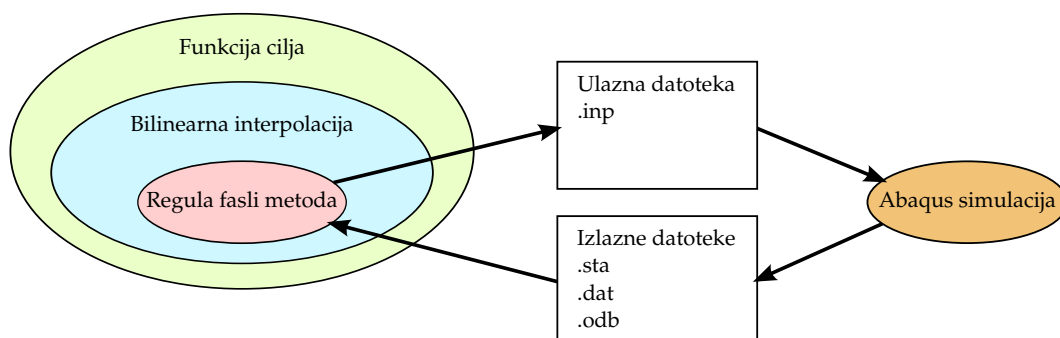 Funkcija cilja
Bilinearna interpolacija
Regula fasli metoda
Ulazna datoteka
.inp
Abaqus simulacija
Izlazne datoteke
.sta
.dat
.odb